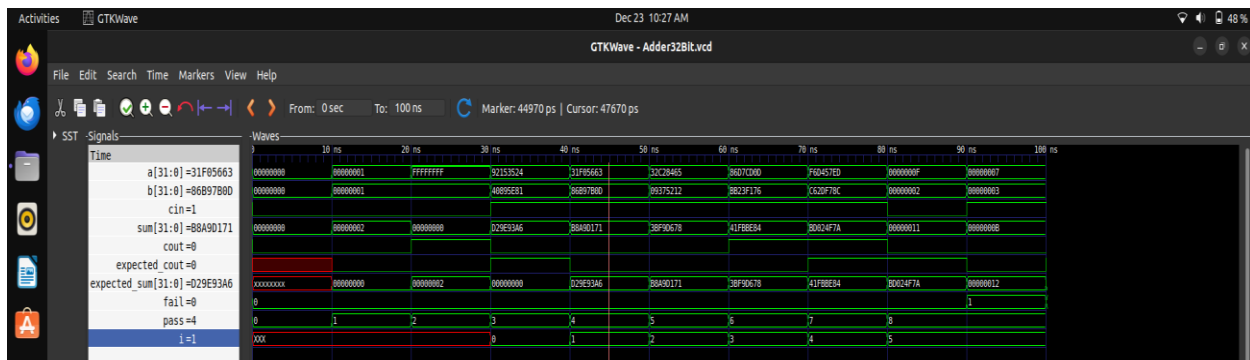 Activities GTKWave Dec 23 10:27 AM 48 %
GTKWave - Adder32Bit.vcd
File Edit Search Time Markers View Help
From: 0 sec To: 100 ns Marker: 44970 ps | Cursor: 47670 ps
SST Signals Waves
Time 0 10 ns 20 ns 30 ns 40 ns 50 ns 60 ns 70 ns 80 ns 90 ns 100 ns
a[31:0] =31F05663 00000000 00000001 FFFFFFFF 92153524 31F05663 32C28465 86D7CD0D F6D457ED 0000000F 00000007
b[31:0] =86B97B0D 00000000 00000001 40895E81 86B97B0D 09375212 BB23F176 C62DF78C 00000002 00000003
cin=1
sum[31:0] =B8A9D171 00000000 00000002 00000000 D29E93A6 B8A9D171 3BF9D678 41FBBE84 BD024F7A 00000011 0000000B
cout=0
expected_cout=0
expected_sum[31:0] =D29E93A6 xxxxxxxx 00000000 00000002 00000000 D29E93A6 B8A9D171 3BF9D678 41FBBE84 BD024F7A 00000012
fail=0 0 1
pass=4 0 1 2 3 4 5 6 7 8
i=1 XXX 0 1 2 3 4 5